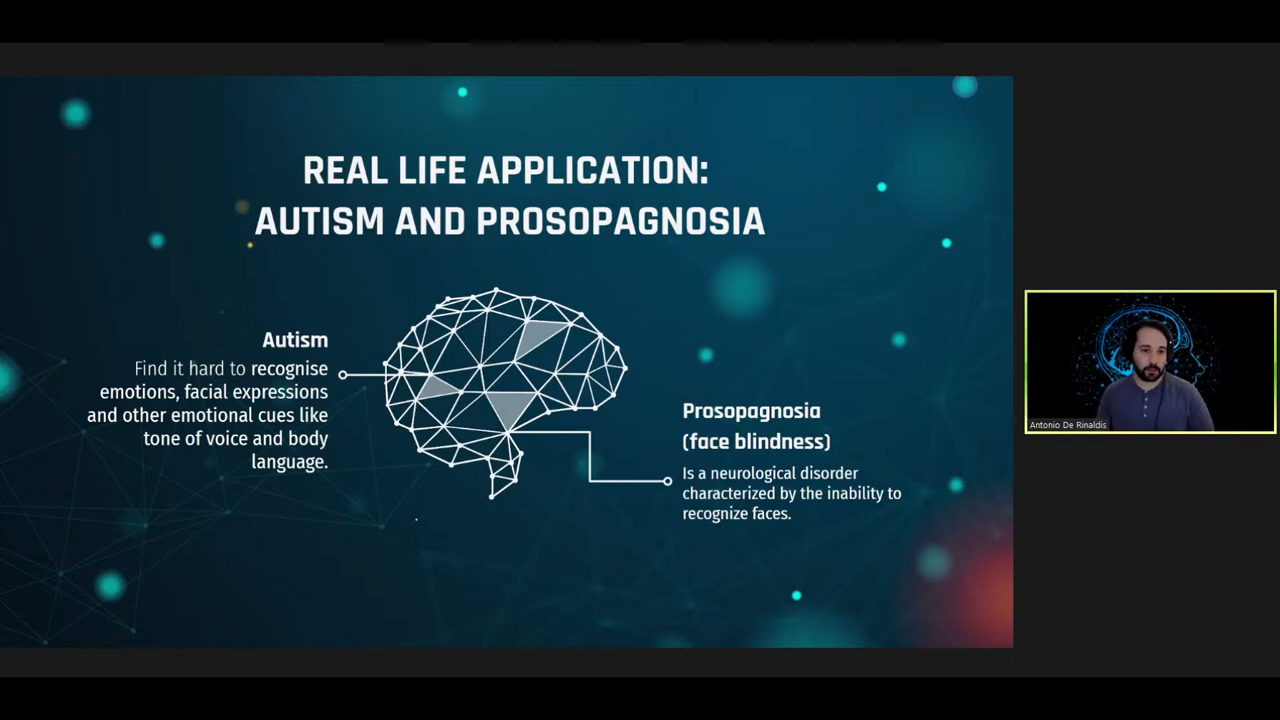 REAL LIFE APPLICATION:
AUTISM AND PROSOPAGNOSIA
Autism
Find it hard to recognise
emotions, facial expressions
and other emotional cues like
tone of voice and body
language.
Prosopagnosia
(face blindness)
Is a neurological disorder
characterized by the inability to
recognize faces.
Antonio De Rinaldis